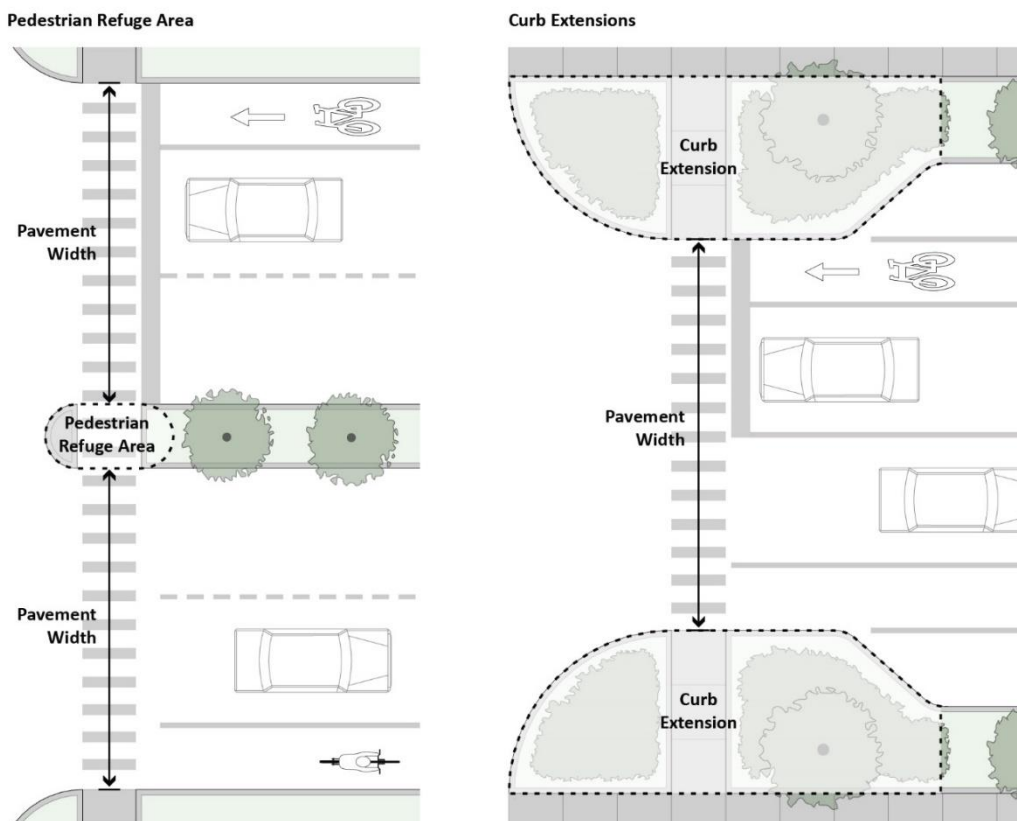 Pedestrian Refuge Area
Pavement
Width
Pedestrian
Refuge Area
Pavement
Width
Curb Extensions
Curb
Extension
Pavement
Width
Curb
Extension